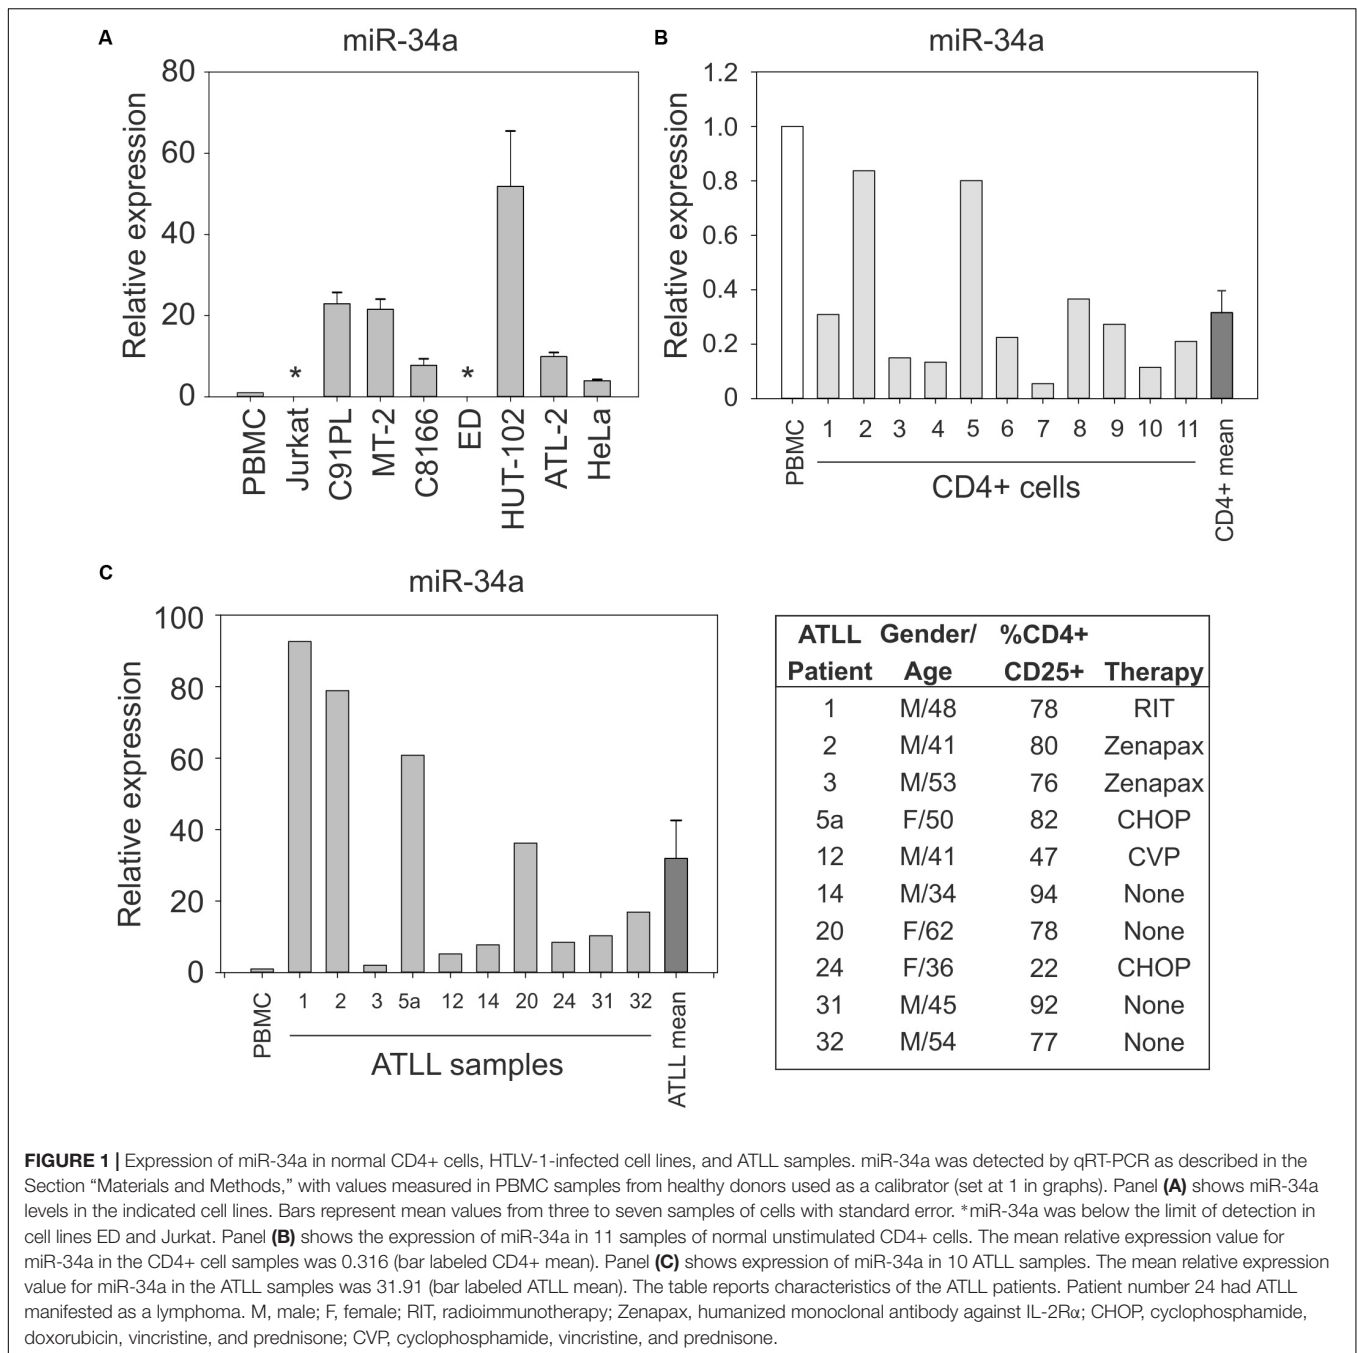 A
miR-34a
Relative expression
80
60
40
20
0
*
*
PBMC
Jurkat
C91PL
MT-2
C8166
ED
HUT-102
ATL-2
HeLa
B
miR-34a
Relative expression
1.2
1.0
0.8
0.6
0.4
0.2
0
PBMC
1 2 3 4 5 6 7 8 9 10 11
CD4+ mean
CD4+ cells
C
miR-34a
Relative expression
100
80
60
40
20
0
PBMC
1 2 3 5a 12 14 20 24 31 32
ATLL mean
ATLL samples
ATLL Gender/ %CD4+
Patient Age CD25+ Therapy
1 M/48 78 RIT
2 M/41 80 Zenapax
3 M/53 76 Zenapax
5a F/50 82 CHOP
12 M/41 47 CVP
14 M/34 94 None
20 F/62 78 None
24 F/36 22 CHOP
31 M/45 92 None
32 M/54 77 None
FIGURE 1 | Expression of miR-34a in normal CD4+ cells, HTLV-1-infected cell lines, and ATLL samples. miR-34a was detected by qRT-PCR as described in the
Section “Materials and Methods,” with values measured in PBMC samples from healthy donors used as a calibrator (set at 1 in graphs). Panel (A) shows miR-34a
levels in the indicated cell lines. Bars represent mean values from three to seven samples of cells with standard error. *miR-34a was below the limit of detection in
cell lines ED and Jurkat. Panel (B) shows the expression of miR-34a in 11 samples of normal unstimulated CD4+ cells. The mean relative expression value for
miR-34a in the CD4+ cell samples was 0.316 (bar labeled CD4+ mean). Panel (C) shows expression of miR-34a in 10 ATLL samples. The mean relative expression
value for miR-34a in the ATLL samples was 31.91 (bar labeled ATLL mean). The table reports characteristics of the ATLL patients. Patient number 24 had ATLL
manifested as a lymphoma. M, male; F, female; RIT, radioimmunotherapy; Zenapax, humanized monoclonal antibody against IL-2Rα; CHOP, cyclophosphamide,
doxorubicin, vincristine, and prednisone; CVP, cyclophosphamide, vincristine, and prednisone.